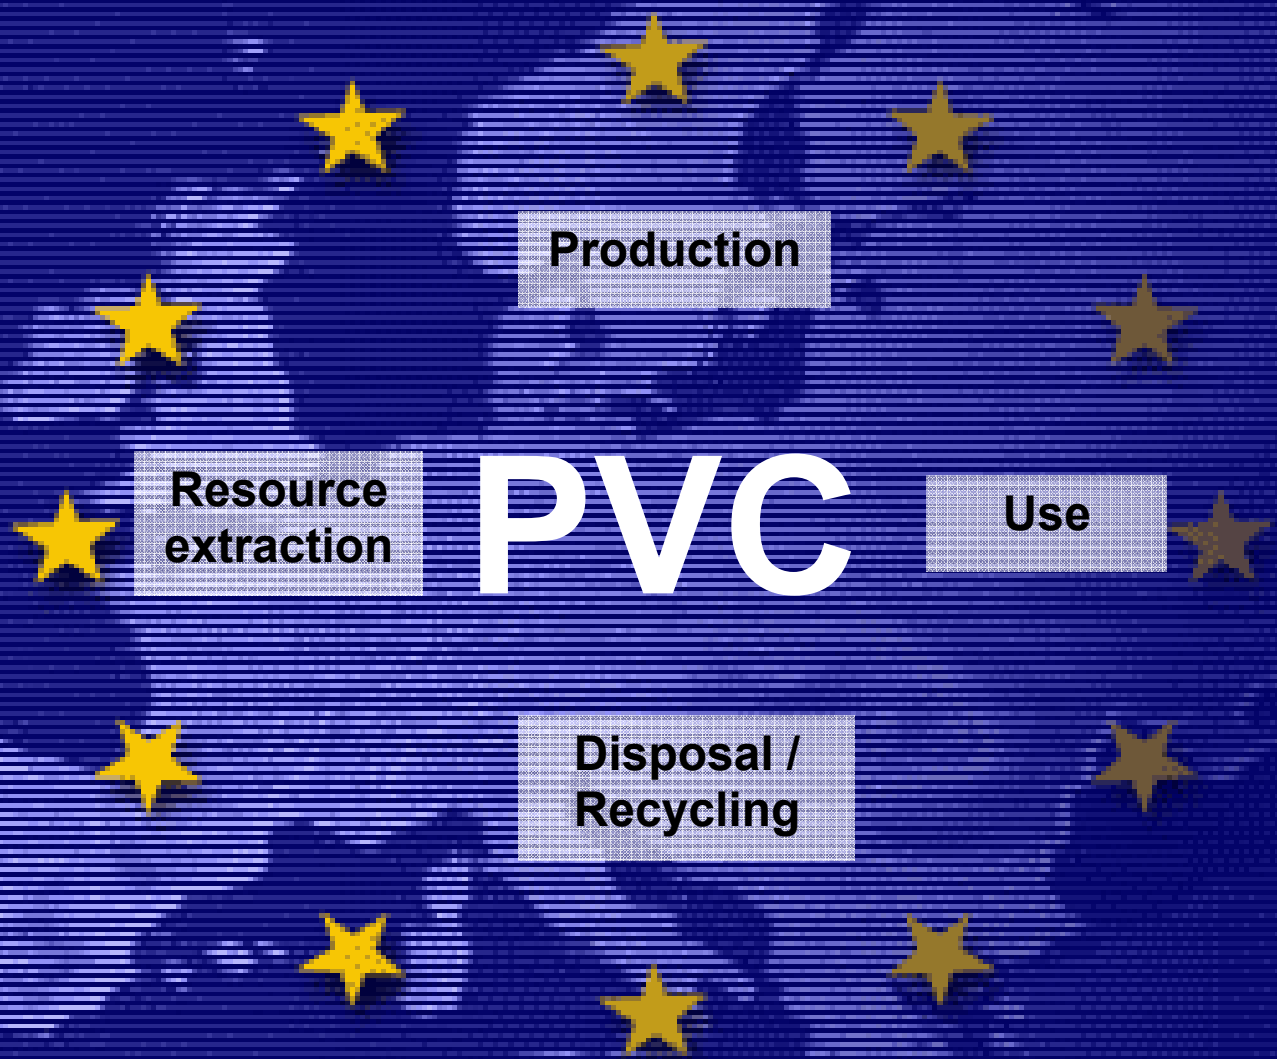 Production
Resource
extraction
PVC
Use
Disposal /
Recycling